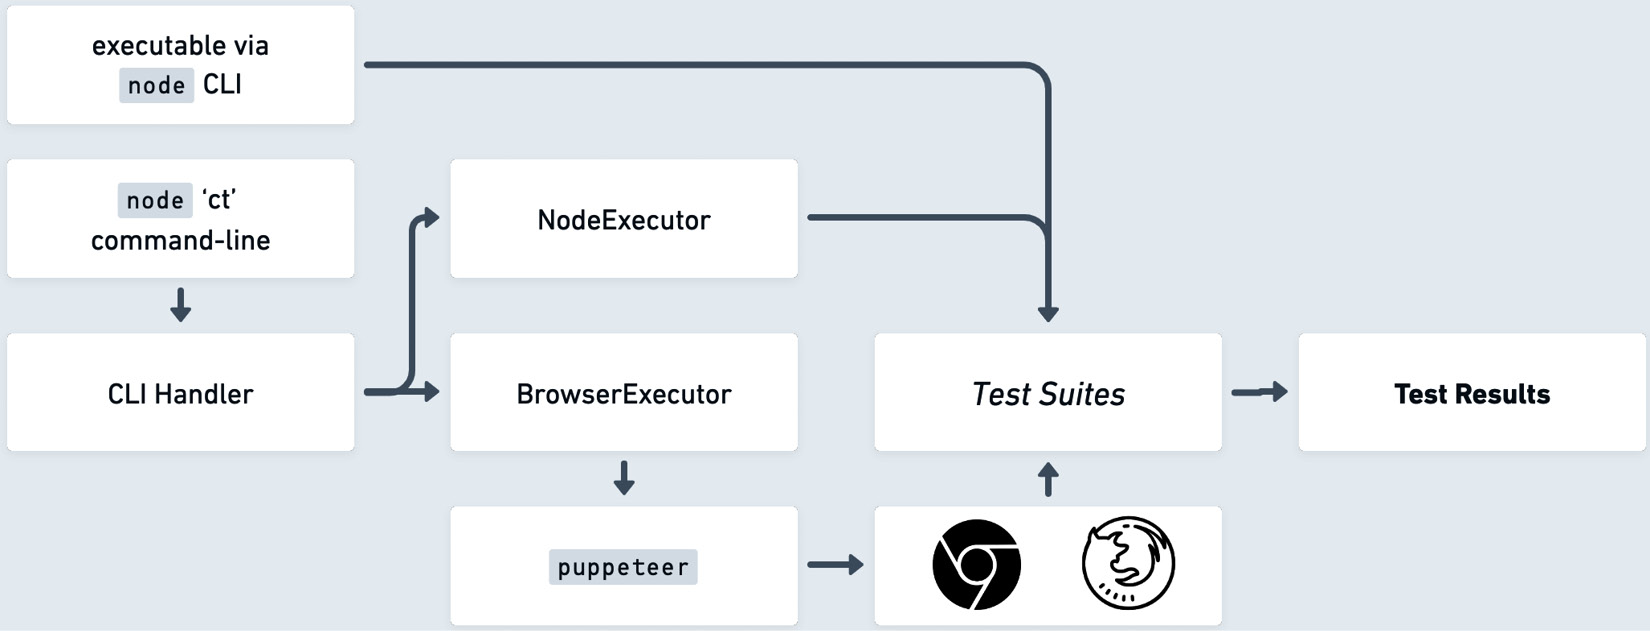 executable via
node CLI
node ‘ct’
command-line
NodeExecutor
CLI Handler
BrowserExecutor
Test Suites
Test Results
puppeteer